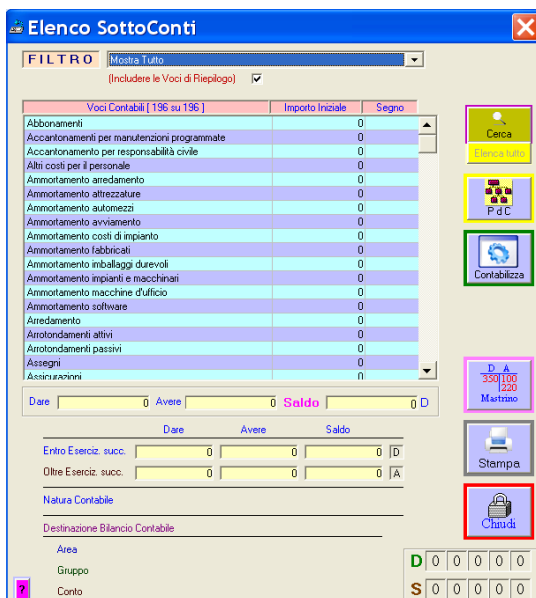 Elenco SottoConti
FILTRO Mostra Tutto
(Includere le Voci di Riepilogo)
Voci Contabili [ 196 su 196 ] Importo Iniziale Segno
Abbonamenti 0
Accantonamenti per manutenzioni programmate 0
Accantonamento per responsabilità civile 0
Altri costi per il personale 0
Ammortamento arredamento 0
Ammortamento attrezzature 0
Ammortamento automezzi 0
Ammortamento avviamento 0
Ammortamento costi di impianto 0
Ammortamento fabbricati 0
Ammortamento imballaggi durevoli 0
Ammortamento impianti e macchinari 0
Ammortamento macchine d'ufficio 0
Ammortamento software 0
Arredamento 0
Arrotondamenti attivi 0
Arrotondamenti passivi 0
Assegni 0
Assicurazioni 0
Cerca
Elenca tutto
P d C
Contabilizza
D A
350 100
220
Mastrino
Stampa
Chiudi
Dare 0 Avere 0 Saldo 0 D
Dare Avere Saldo
Entro Eserciz. succ. 0 0 0 D
Oltre Eserciz. succ. 0 0 0 A
Natura Contabile
Destinazione Bilancio Contabile
Area
Gruppo
Conto
D 0 0 0 0 0
S 0 0 0 0 0
?